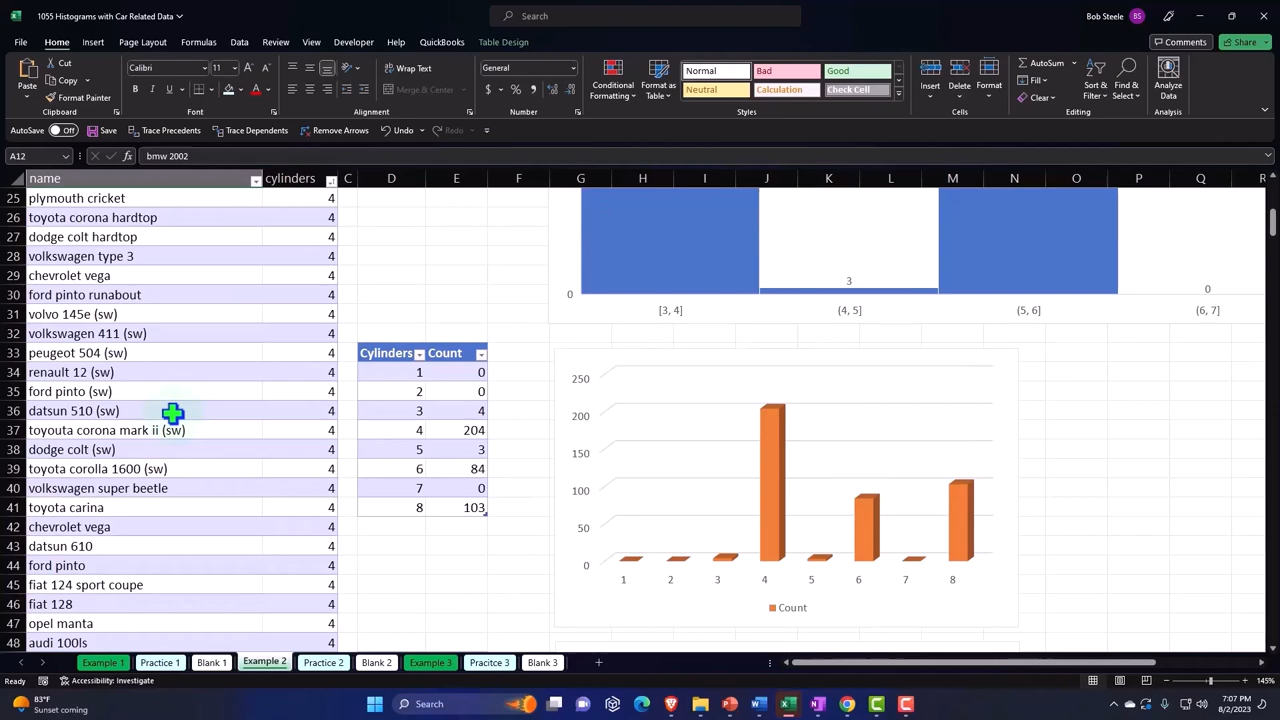 1055 Histograms with Car Related Data
Search
Bob Steele
BS
File Home Insert Page Layout Formulas Data Review View Developer Help QuickBooks Table Design
Comments
Share
Paste
Cut
Copy
Format Painter
Clipboard
Calibri
11
Font
Wrap Text
Merge & Center
Alignment
General
Number
Conditional Formatting
Format as Table
Normal Bad Good
Neutral Calculation Check Cell
Styles
Insert Delete Format
Cells
AutoSum
Fill
Clear
Sort & Filter
Find & Select
Editing
Analyze Data
Analysis
AutoSave Off Save Trace Precedents Trace Dependents Remove Arrows Undo Redo
A12 fx bmw 2002
name cylinders C D E F G H I J K L M N O P Q R
25 plymouth cricket 4
26 toyota corona hardtop 4
27 dodge colt hardtop 4
28 volkswagen type 3 4
29 chevrolet vega 4
30 ford pinto runabout 4
31 volvo 145e (sw) 4
32 volkswagen 411 (sw) 4
33 peugeot 504 (sw) 4
34 renault 12 (sw) 4
35 ford pinto (sw) 4
36 datsun 510 (sw) 4
37 toyouta corona mark ii (sw) 4
38 dodge colt (sw) 4
39 toyota corolla 1600 (sw) 4
40 volkswagen super beetle 4
41 toyota carina 4
42 chevrolet vega 4
43 datsun 610 4
44 ford pinto 4
45 fiat 124 sport coupe 4
46 fiat 128 4
47 opel manta 4
48 audi 100ls 4
Cylinders Count
1 0
2 0
3 4
4 204
5 3
6 84
7 0
8 103
3
0
0
[3, 4] (4, 5] (5, 6] (6, 7]
250
200
150
100
50
0
1 2 3 4 5 6 7 8
Count
Example 1 Practice 1 Blank 1 Example 2 Practice 2 Blank 2 Example 3 Pracitce 3 Blank 3
Ready
Accessibility: Investigate
145%
83°F
Sunset coming
Search
7:07 PM
8/2/2023